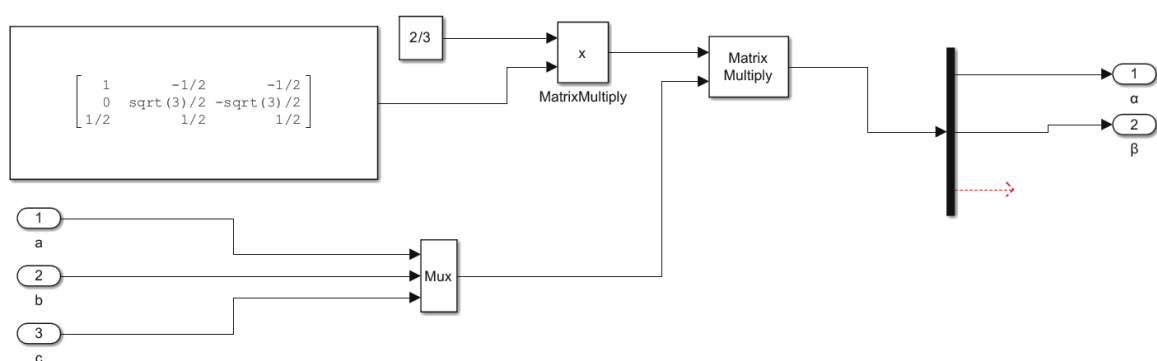 2/3
1 -1/2 -1/2
0 sqrt(3)/2 -sqrt(3)/2
1/2 1/2 1/2
x
MatrixMultiply
Matrix
Multiply
1
α
2
β
1
a
2
b
3
c
Mux